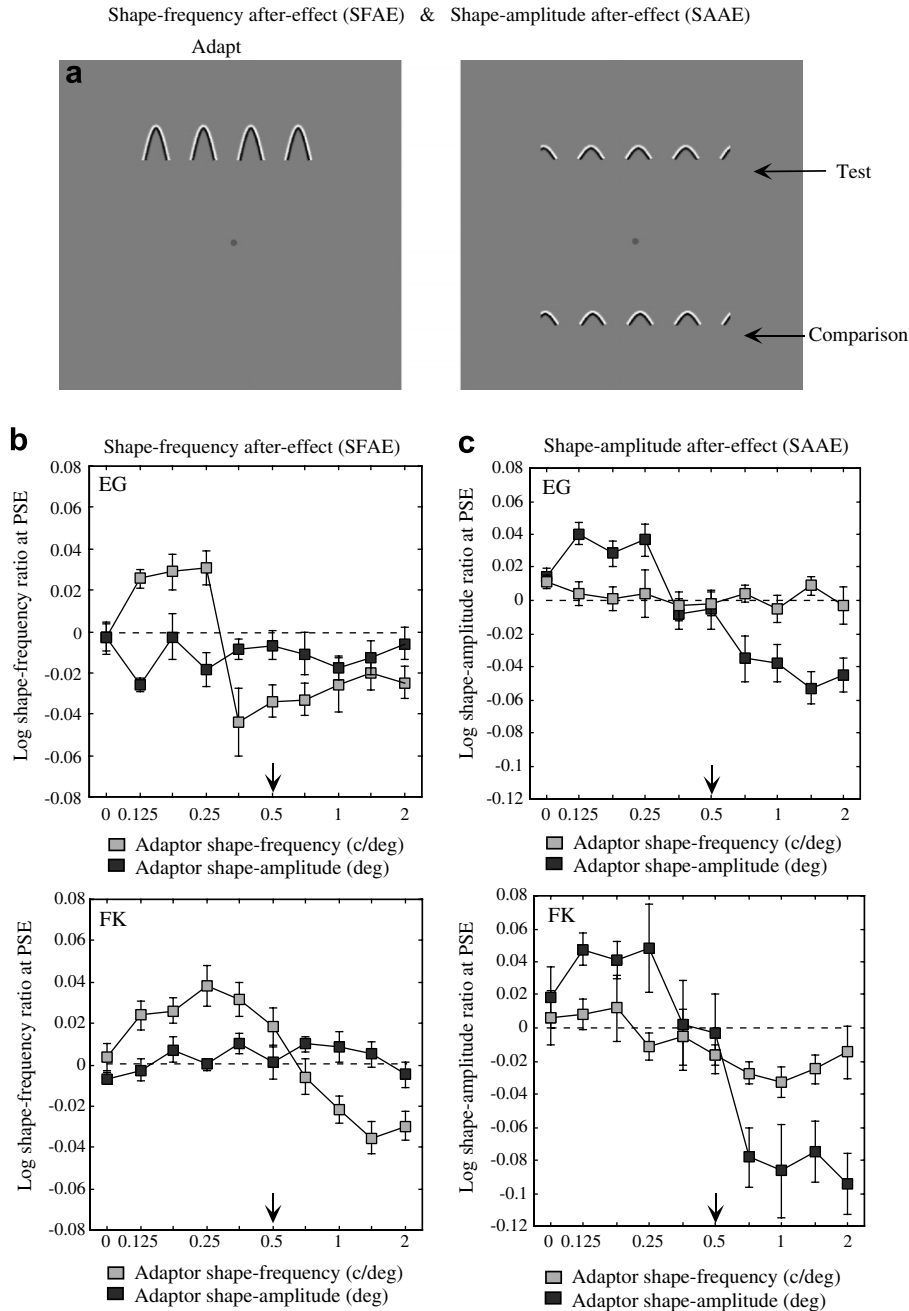 Shape-frequency after-effect (SFAE) & Shape-amplitude after-effect (SAAE)
Adapt
a
Test
Comparison
b
Shape-frequency after-effect (SFAE)
EG
Log shape-frequency ratio at PSE
0.08
0.06
0.04
0.02
0
-0.02
-0.04
-0.06
-0.08
0 0.125 0.25 0.5 1 2
Adaptor shape-frequency (c/deg)
Adaptor shape-amplitude (deg)
c
Shape-amplitude after-effect (SAAE)
EG
Log shape-amplitude ratio at PSE
0.08
0.06
0.04
0.02
0
-0.02
-0.04
-0.06
-0.08
-0.1
-0.12
0 0.125 0.25 0.5 1 2
Adaptor shape-frequency (c/deg)
Adaptor shape-amplitude (deg)
FK
Log shape-frequency ratio at PSE
0.08
0.06
0.04
0.02
0
-0.02
-0.04
-0.06
-0.08
0 0.125 0.25 0.5 1 2
Adaptor shape-frequency (c/deg)
Adaptor shape-amplitude (deg)
FK
Log shape-amplitude ratio at PSE
0.08
0.06
0.04
0.02
0
-0.02
-0.04
-0.06
-0.08
-0.1
-0.12
0 0.125 0.25 0.5 1 2
Adaptor shape-frequency (c/deg)
Adaptor shape-amplitude (deg)